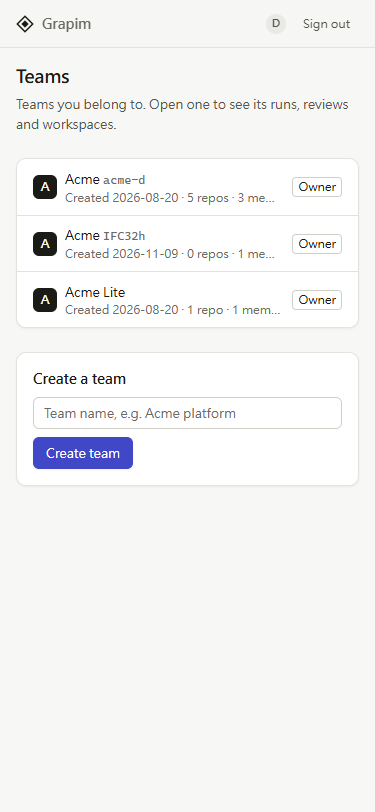 Grapim
D
Sign out
Teams
Teams you belong to. Open one to see its runs, reviews
and workspaces.
A
Acme acme-d
Created 2026-08-20 · 5 repos · 3 me…
Owner
A
Acme IFC32h
Created 2026-11-09 · 0 repos · 1 me…
Owner
A
Acme Lite
Created 2026-08-20 · 1 repo · 1 mem…
Owner
Create a team
Team name, e.g. Acme platform
Create team